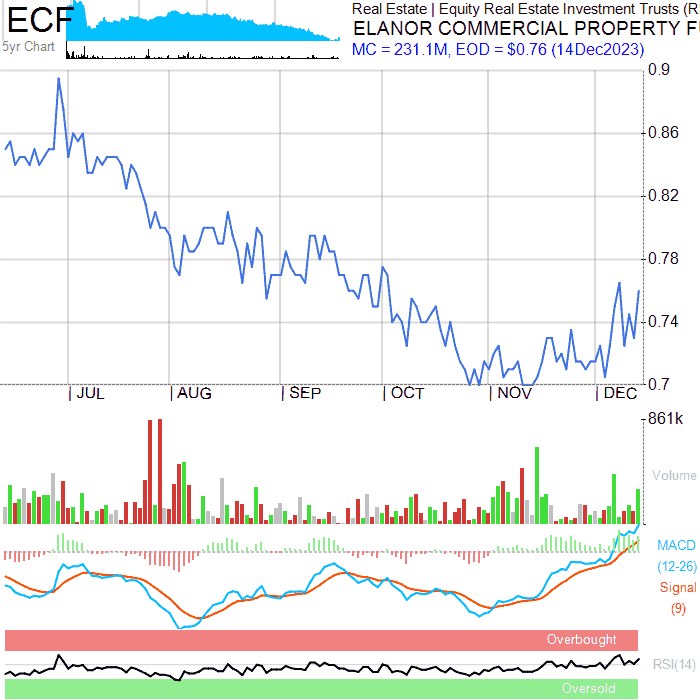 ECF
5yr Chart
Real Estate | Equity Real Estate Investment Trusts (R
ELANOR COMMERCIAL PROPERTY F
MC = 231.1M, EOD = $0.76 (14Dec2023)
0.9
0.86
0.82
0.78
0.74
0.7
JUL AUG SEP OCT NOV DEC
861k
Volume
MACD
(12-26)
Signal
(9)
Overbought
RSI(14)
Oversold